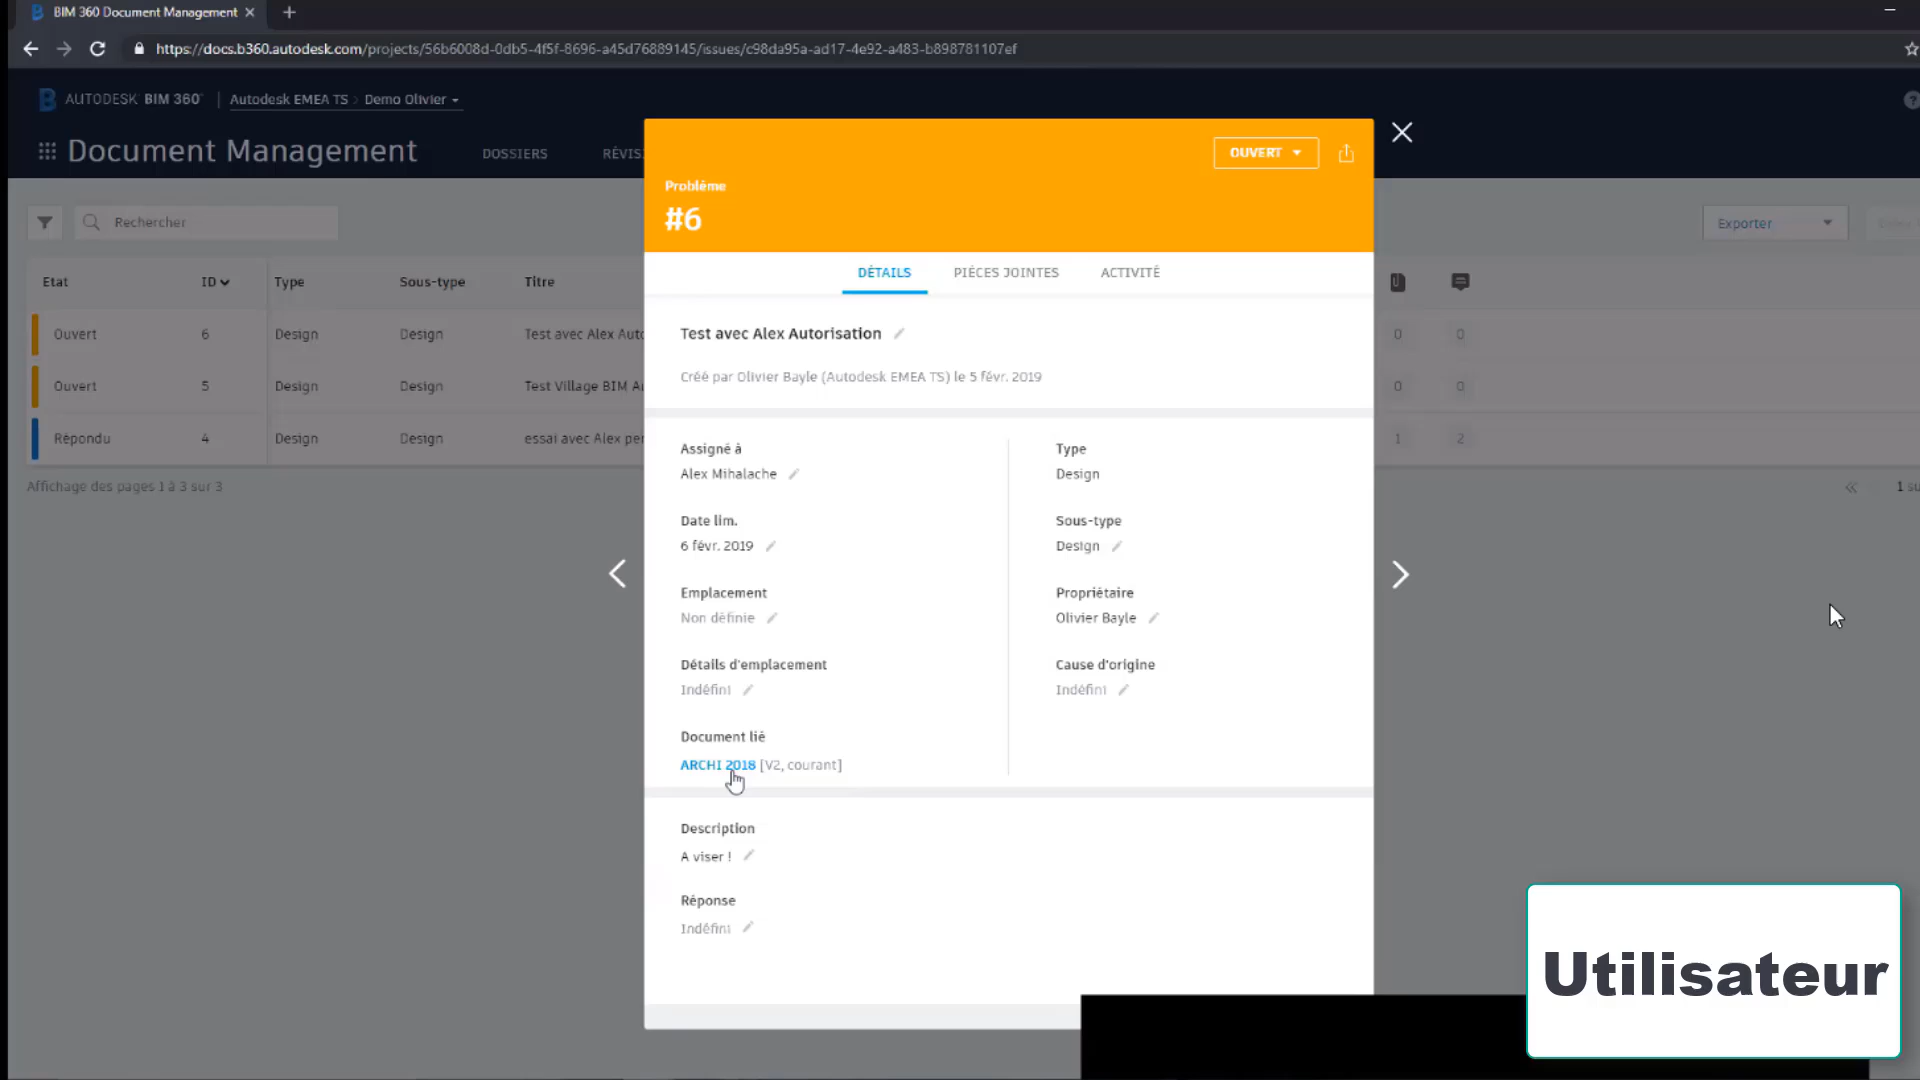 BIM 360 Document Management
https://docs.b360.autodesk.com/projects/56b6008d-0db5-4f5f-8696-a45d76889145/issues/c98da95a-ad17-4e92-a483-b898781107ef
AUTODESK® BIM 360° Autodesk EMEA TS > Demo Olivier
Document Management DOSSIERS
OUVERT
Problème
#6
Rechercher
Exporter
DÉTAILS PIÈCES JOINTES ACTIVITÉ
Etat ID Type Sous-type Titre
Ouvert 6 Design Design Test avec Alex 0 0
Ouvert 5 Design Design Test Village BIM 0 0
Répondu 4 Design Design essai avec Alex 1 2
Affichage des pages 1 à 3 sur 3
1
Test avec Alex Autorisation
Créé par Olivier Bayle (Autodesk EMEA TS) le 5 févr. 2019
Assigné à
Alex Mihalache
Date lim.
6 févr. 2019
Emplacement
Non définie
Détails d'emplacement
Indéfini
Document lié
ARCHI 2018 [V2, courant]
Type
Design
Sous-type
Design
Propriétaire
Olivier Bayle
Cause d'origine
Indéfini
Description
A viser !
Réponse
Indéfini
Utilisateur